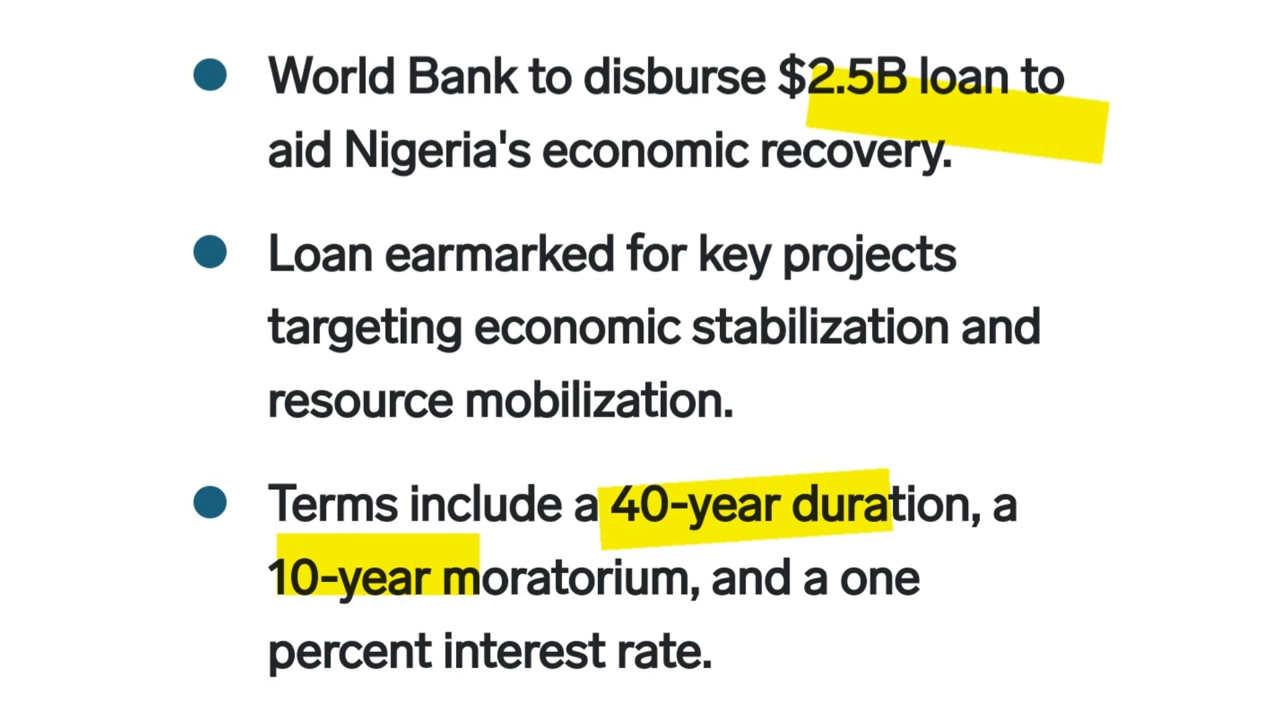 World Bank to disburse $2.5B loan to
aid Nigeria's economic recovery.
Loan earmarked for key projects
targeting economic stabilization and
resource mobilization.
Terms include a 40-year duration, a
10-year moratorium, and a one
percent interest rate.